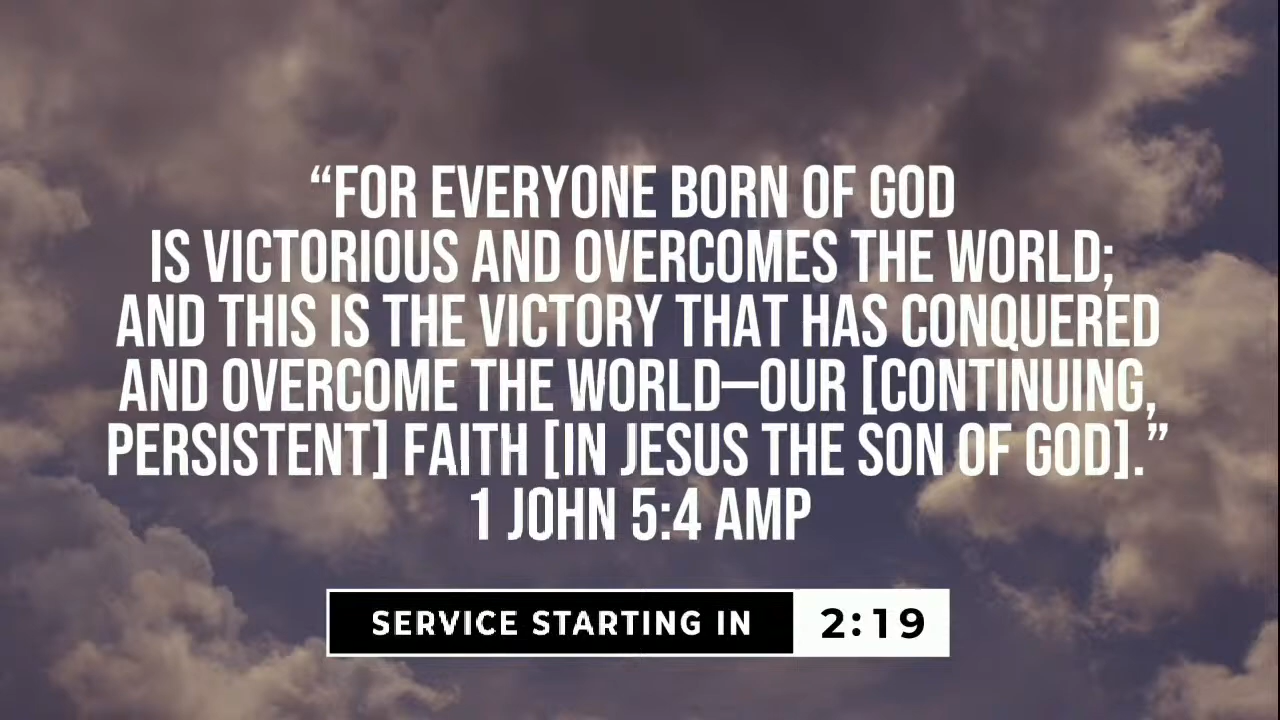 “FOR EVERYONE BORN OF GOD
IS VICTORIOUS AND OVERCOMES THE WORLD;
AND THIS IS THE VICTORY THAT HAS CONQUERED
AND OVERCOME THE WORLD—OUR [CONTINUING,
PERSISTENT] FAITH [IN JESUS THE SON OF GOD].”
1 JOHN 5:4 AMP
SERVICE STARTING IN 2:19